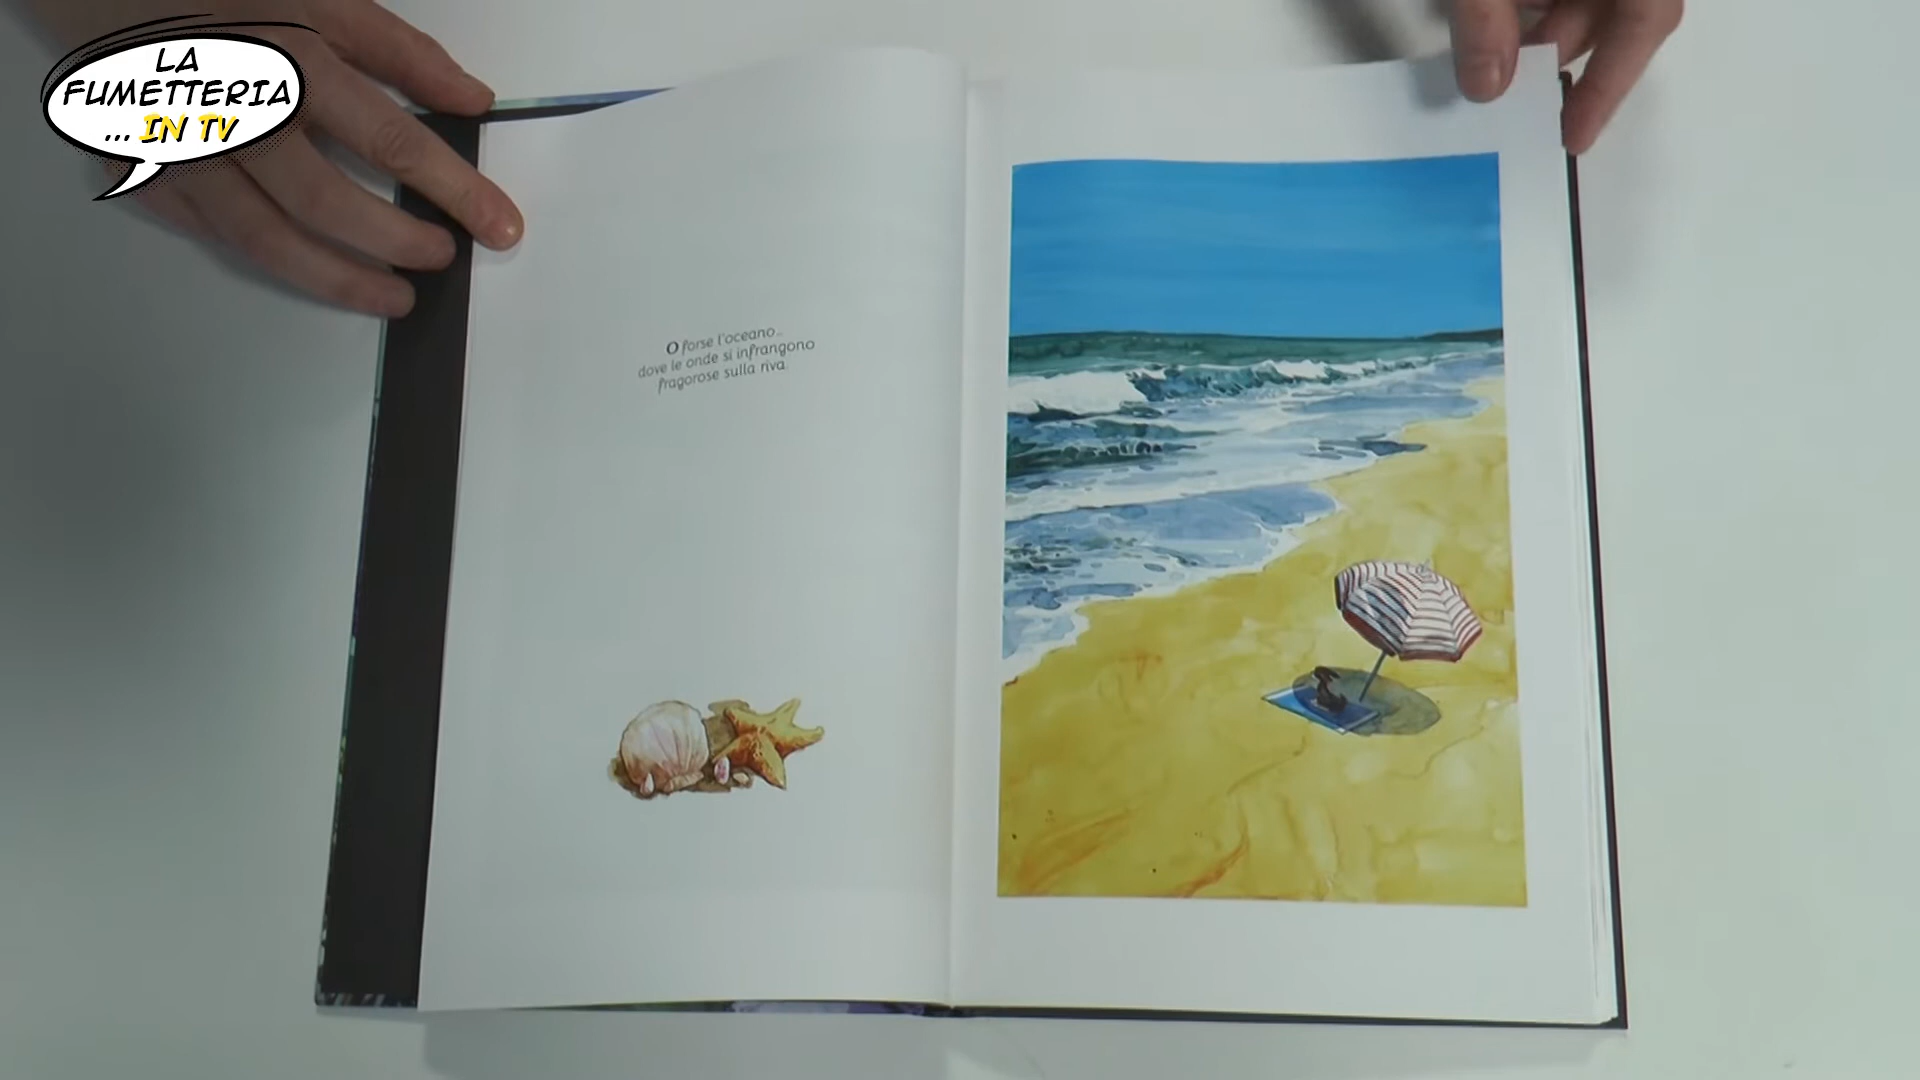 LA
FUMETTERIA
... IN TV
O forse l'oceano...
dove le onde si infrangono
fragorose sulla riva.